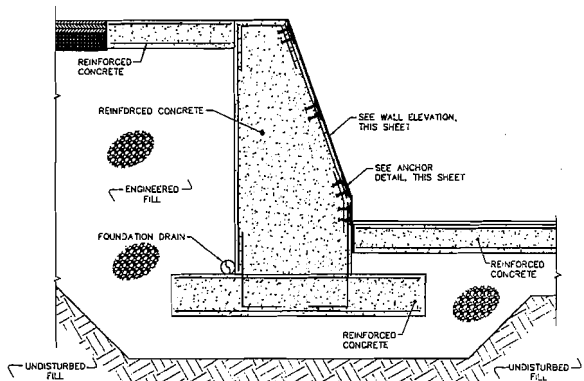 REINFORCED
CONCRETE
REINFORCED CONCRETE
SEE WALL ELEVATION,
THIS SHEET
SEE ANCHOR
DETAIL, THIS SHEET
ENGINEERED
FILL
FOUNDATION DRAIN
REINFORCED
CONCRETE
REINFORCED
CONCRETE
UNDISTURBED
FILL
UNDISTURBED
FILL